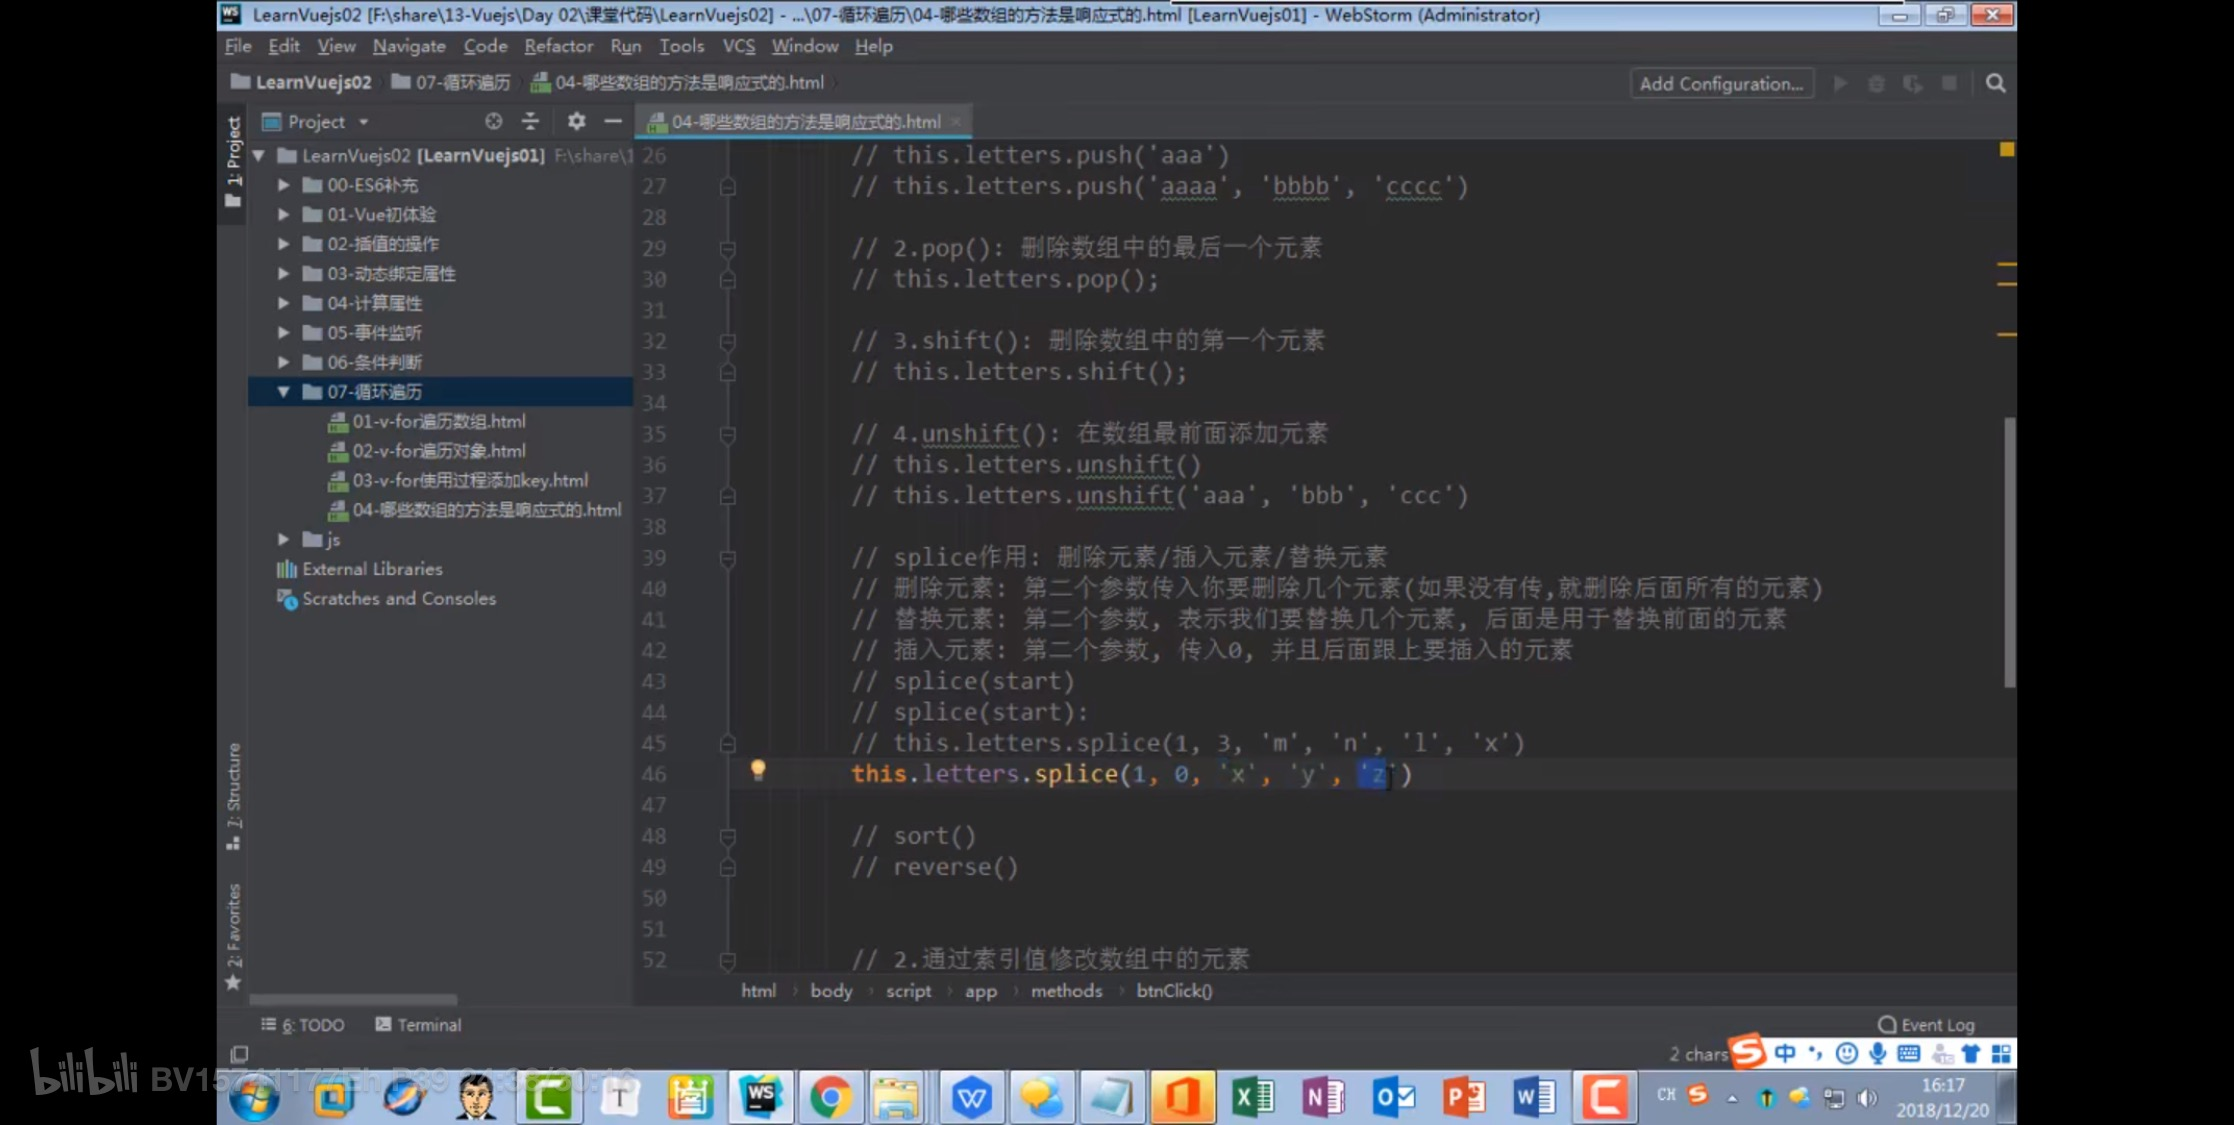 LearnVuejs02 [F:\share\13-Vuejs\Day 02\课堂代码\LearnVuejs02] - ...\07-循环遍历\04-哪些数组的方法是响应式的.html [LearnVuejs01] - WebStorm (Administrator)
File Edit View Navigate Code Refactor Run Tools VCS Window Help
LearnVuejs02 07-循环遍历 04-哪些数组的方法是响应式的.html Add Configuration...
1: Project
Project
04-哪些数组的方法是响应式的.html
LearnVuejs02 [LearnVuejs01] F:\share\1
00-ES6补充
01-Vue初体验
02-插值的操作
03-动态绑定属性
04-计算属性
05-事件监听
06-条件判断
07-循环遍历
01-v-for遍历数组.html
02-v-for遍历对象.html
03-v-for使用过程添加key.html
04-哪些数组的方法是响应式的.html
js
External Libraries
Scratches and Consoles
7: Structure
2: Favorites
26 // this.letters.push('aaa')
27 // this.letters.push('aaaa', 'bbbb', 'cccc')
28
29 // 2.pop(): 删除数组中的最后一个元素
30 // this.letters.pop();
31
32 // 3.shift(): 删除数组中的第一个元素
33 // this.letters.shift();
34
35 // 4.unshift(): 在数组最前面添加元素
36 // this.letters.unshift()
37 // this.letters.unshift('aaa', 'bbb', 'ccc')
38
39 // splice作用: 删除元素/插入元素/替换元素
40 // 删除元素: 第二个参数传入你要删除几个元素(如果没有传,就删除后面所有的元素)
41 // 替换元素: 第二个参数, 表示我们要替换几个元素, 后面是用于替换前面的元素
42 // 插入元素: 第二个参数, 传入0, 并且后面跟上要插入的元素
43 // splice(start)
44 // splice(start):
45 // this.letters.splice(1, 3, 'm', 'n', 'l', 'x')
46 this.letters.splice(1, 0, 'x', 'y', 'z')
47
48 // sort()
49 // reverse()
50
51
52 // 2.通过索引值修改数组中的元素
html body script app methods btnClick()
6: TODO Terminal Event Log
2 chars 中
bilibili
CH 16:17
2018/12/20